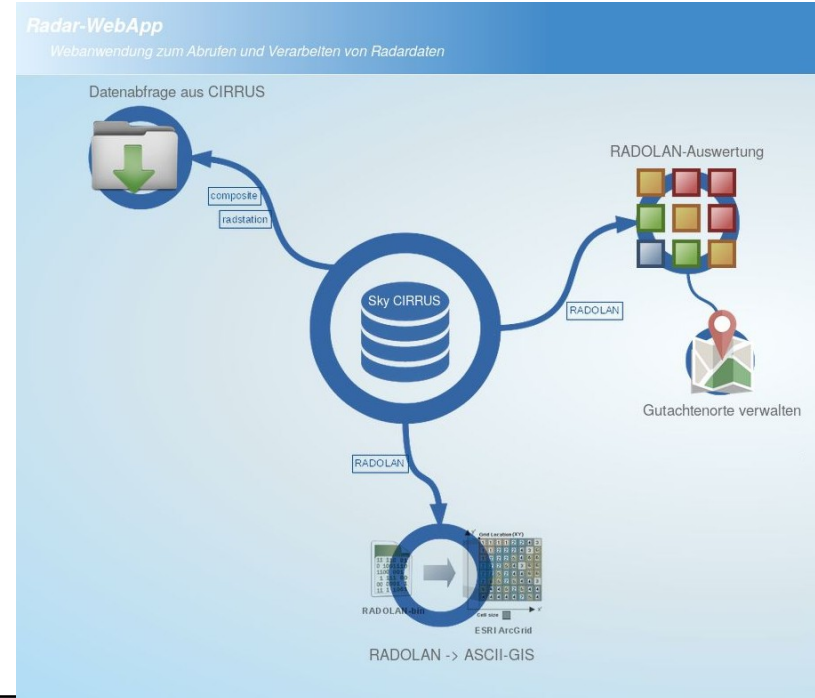 Radar-WebApp
Webanwendung zum Abrufen und Verarbeiten von Radardaten
Datenabfrage aus CIRRUS
RADOLAN-Auswertung
composite
radstation
Sky CIRRUS
RADOLAN
Gutachtenorte verwalten
RADOLAN
Grid Location (XY)
RADOLAN-bin
Cell size
ESRI ArcGrid
RADOLAN -> ASCII-GIS